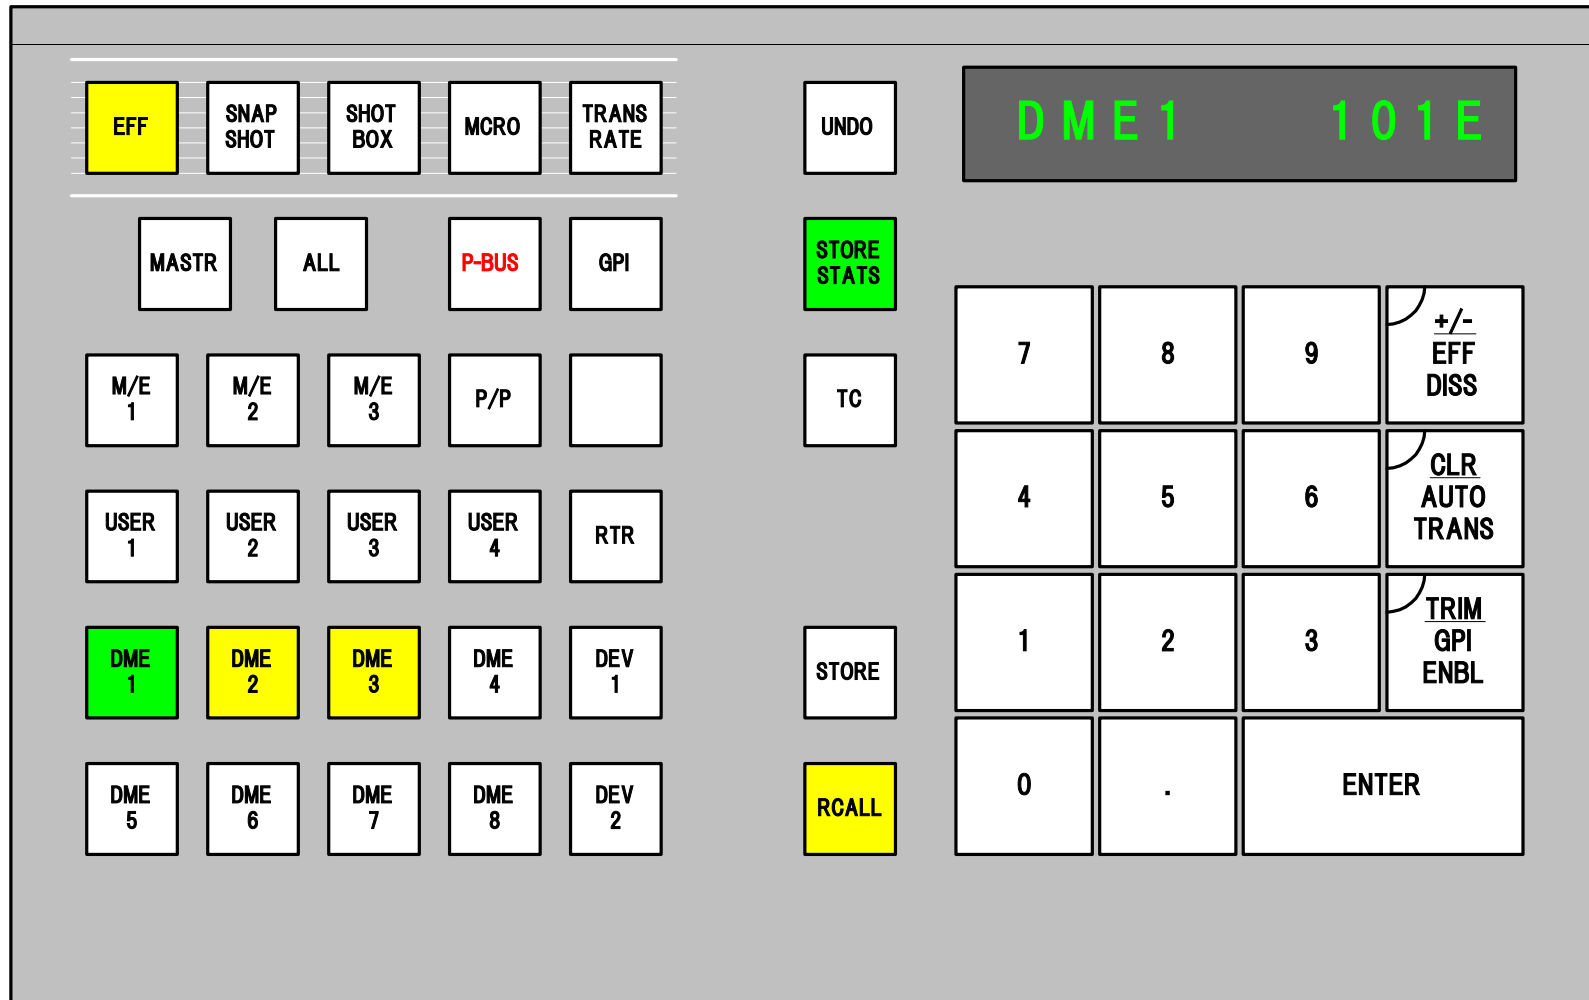 EFF
SNAP
SHOT
SHOT
BOX
MCRO
TRANS
RATE
UNDO
DME1 101E
MASTR
ALL
P-BUS
GPI
STORE
STATS
M/E
1
M/E
2
M/E
3
P/P
TC
7
8
9
+/-
EFF
DISS
USER
1
USER
2
USER
3
USER
4
RTR
4
5
6
CLR
AUTO
TRANS
DME
1
DME
2
DME
3
DME
4
DEV
1
STORE
1
2
3
TRIM
GPI
ENBL
DME
5
DME
6
DME
7
DME
8
DEV
2
RCALL
0
.
ENTER